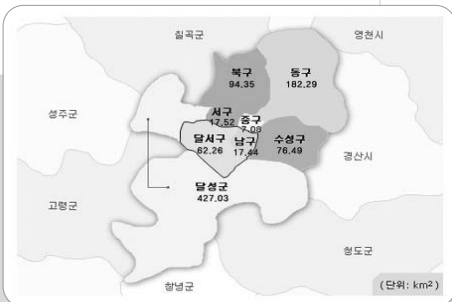 칠곡군
영천시
북구
94.35
동구
182.29
성주군
서구
17.52
중구
7.08
달서구
62.26
남구
17.44
수성구
76.49
경산시
달성군
427.03
고령군
청도군
창녕군
(단위: km²)